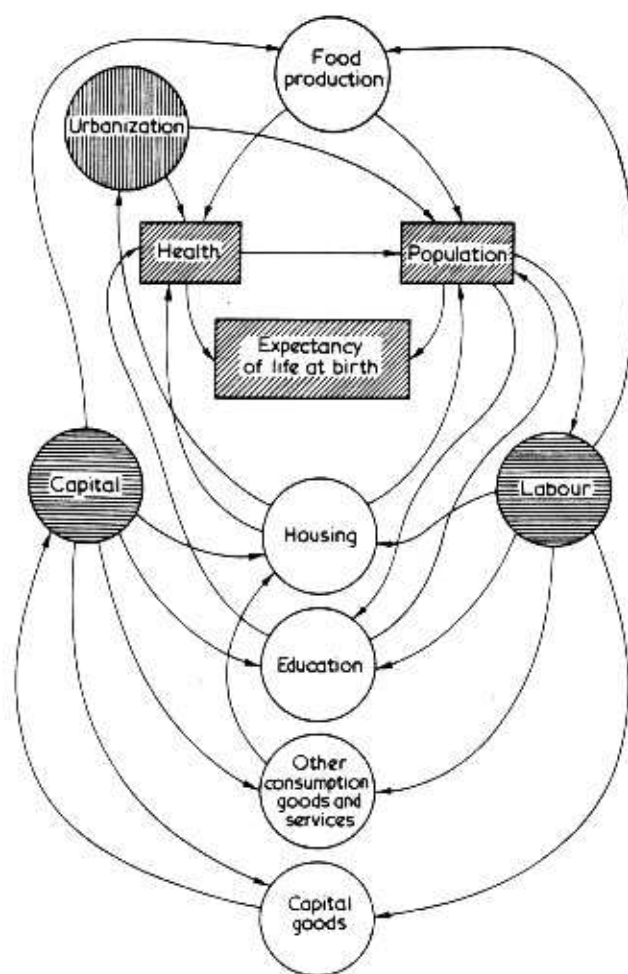 Food
production
Urbanization
Health
Population
Expectancy
of life at birth
Capital
Labour
Housing
Education
Other
consumption
goods and
services
Capital
goods